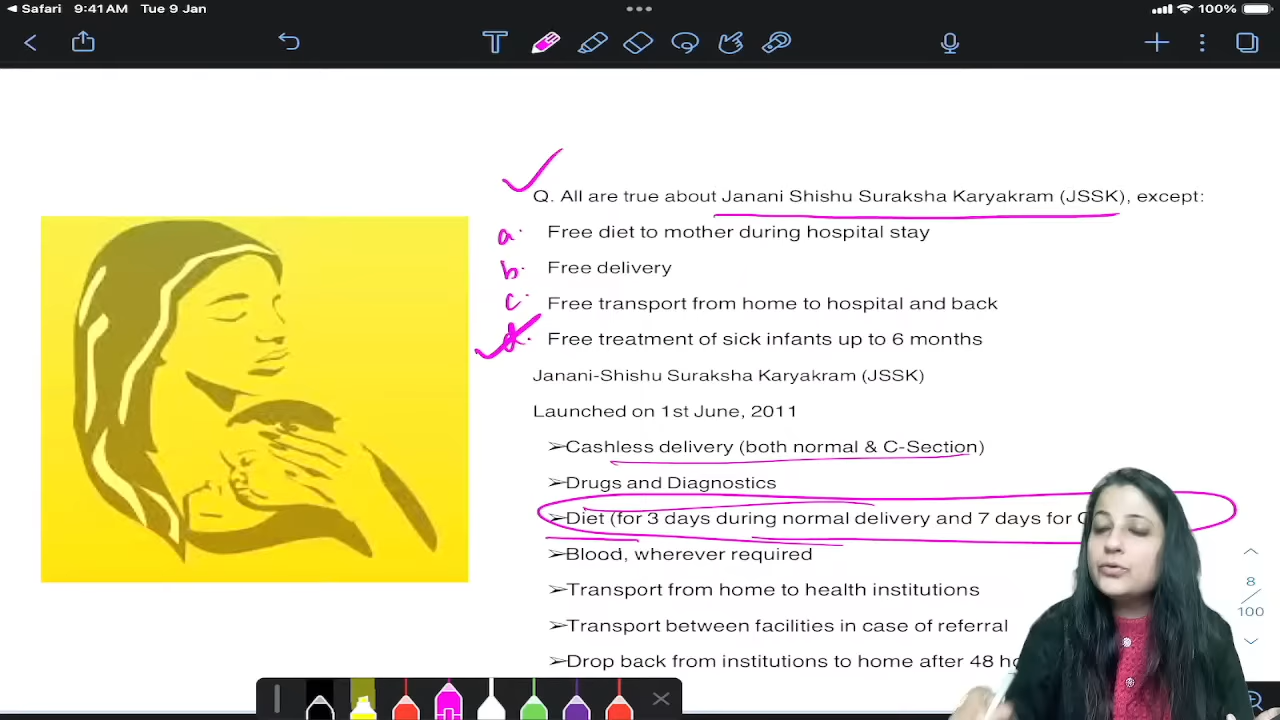 Safari 9:41 AM Tue 9 Jan 100%
Q. All are true about Janani Shishu Suraksha Karyakram (JSSK), except:
a. Free diet to mother during hospital stay
b. Free delivery
c. Free transport from home to hospital and back
d. Free treatment of sick infants up to 6 months
Janani-Shishu Suraksha Karyakram (JSSK)
Launched on 1st June, 2011
➢Cashless delivery (both normal & C-Section)
➢Drugs and Diagnostics
➢Diet (for 3 days during normal delivery and 7 days for
➢Blood, wherever required
➢Transport from home to health institutions
➢Transport between facilities in case of referral
➢Drop back from institutions to home after 48
8
100